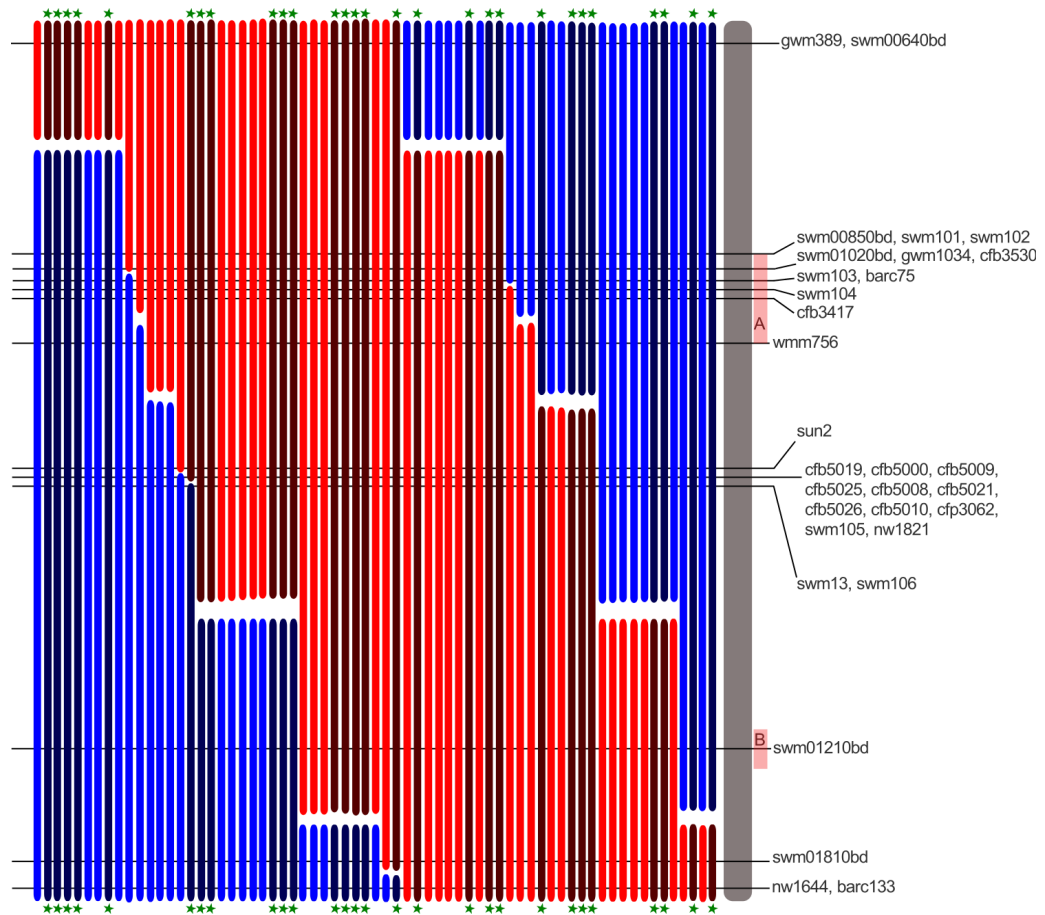 gwm389, swm00640bd
swm00850bd, swm101, swm102
swm01020bd, gwm1034, cfb3530
swm103, barc75
swm104
cfb3417
A
wmm756
sun2
cfb5019, cfb5000, cfb5009,
cfb5025, cfb5008, cfb5021,
cfb5026, cfb5010, cfp3062,
swm105, nw1821
swm13, swm106
B
swm01210bd
swm01810bd
nw1644, barc133